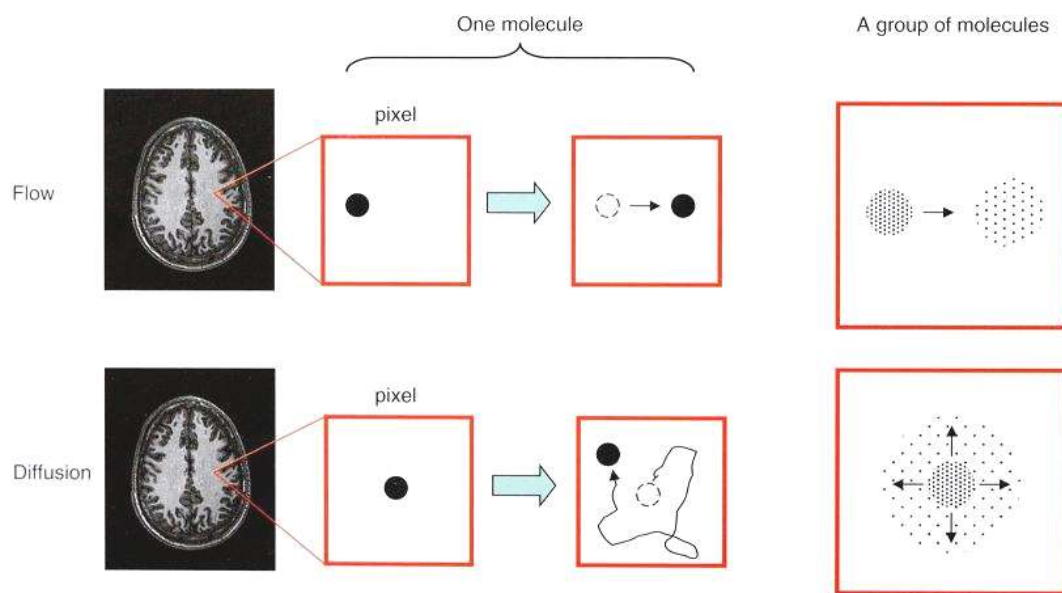 One molecule
A group of molecules
pixel
Flow
pixel
Diffusion